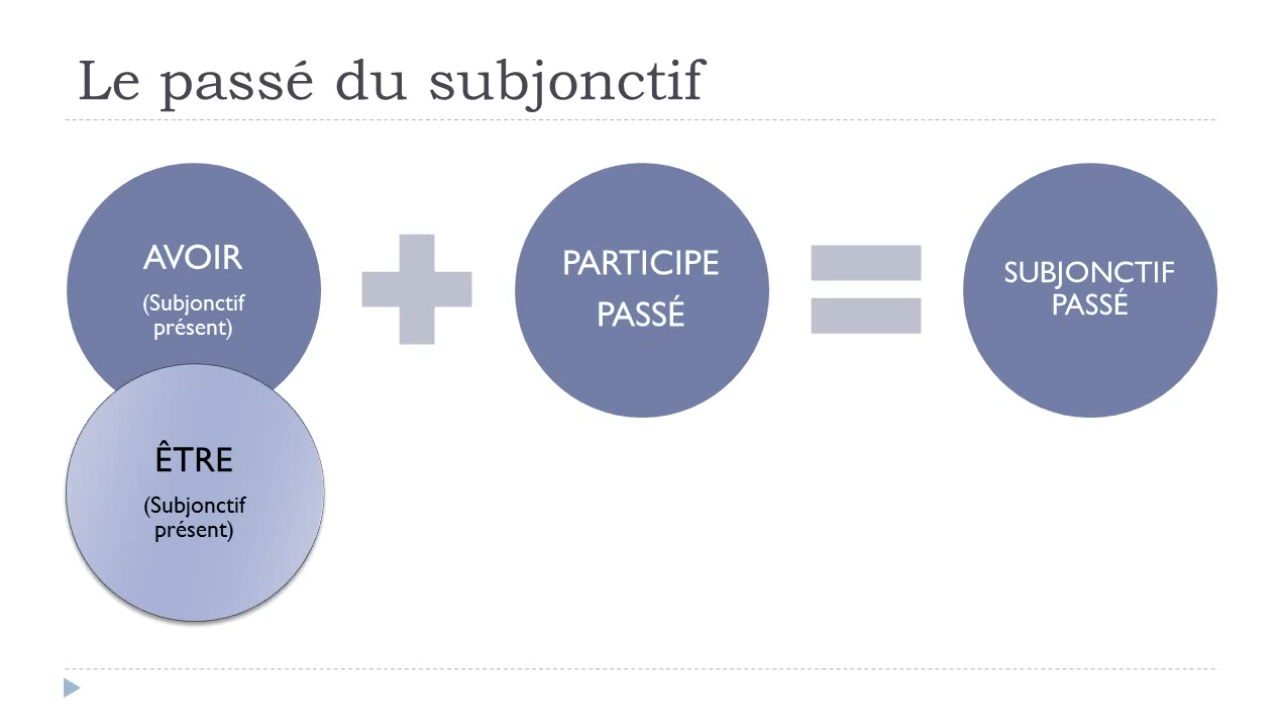 Le passé du subjonctif
AVOIR
(Subjonctif
présent)
PARTICIPE
PASSÉ
SUBJONCTIF
PASSÉ
ÊTRE
(Subjonctif
présent)